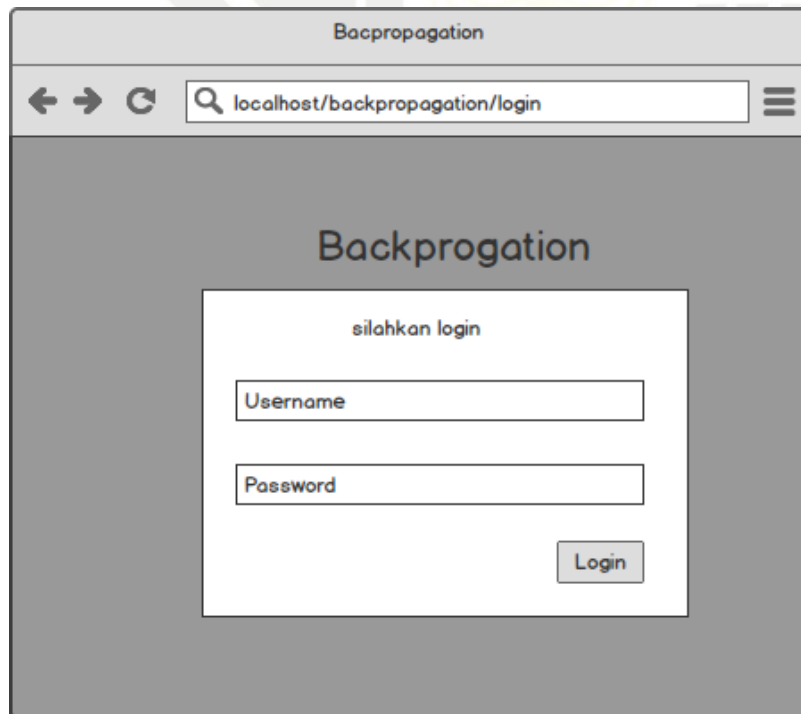 Bacpropagation
localhost/backpropagation/login
Backprogation
silahkan login
Username
Password
Login